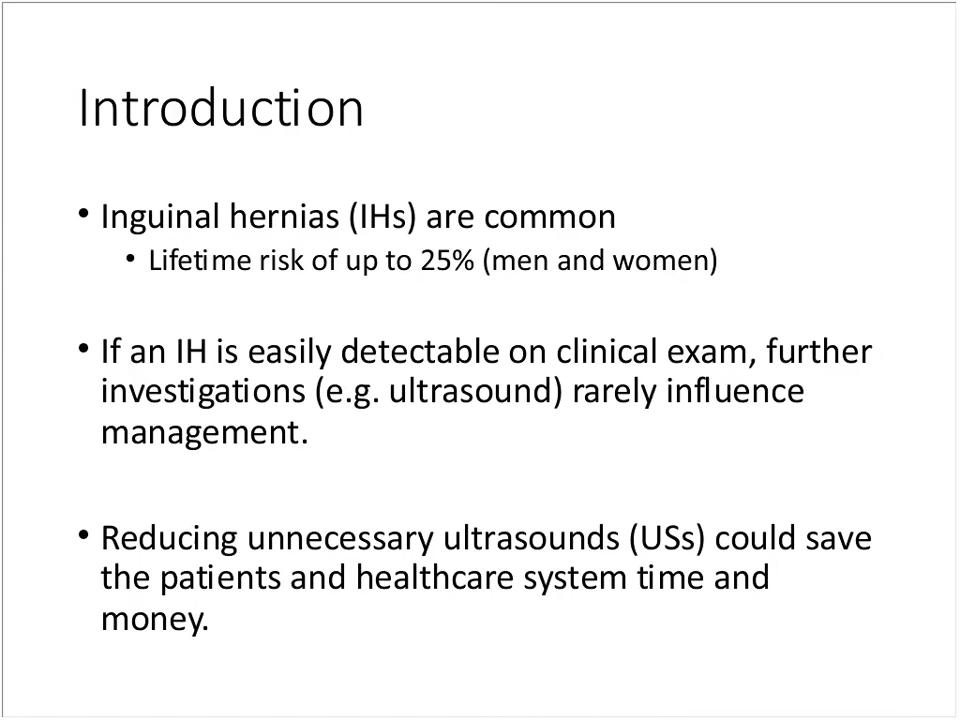 Introduction
• Inguinal hernias (IHs) are common
• Lifetime risk of up to 25% (men and women)
• If an IH is easily detectable on clinical exam, further
investigations (e.g. ultrasound) rarely influence
management.
• Reducing unnecessary ultrasounds (USs) could save
the patients and healthcare system time and
money.